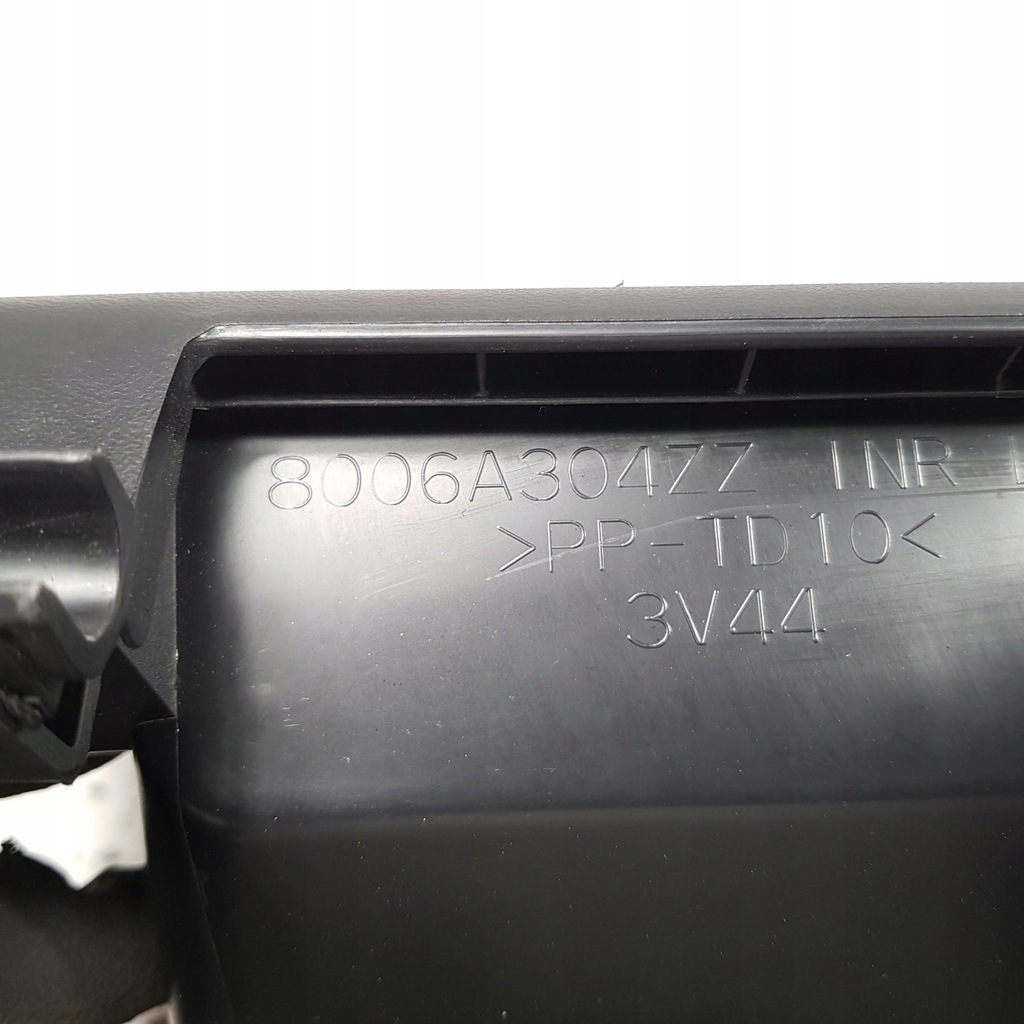 8006A304ZZ INR
>PP-TD10<
3V44